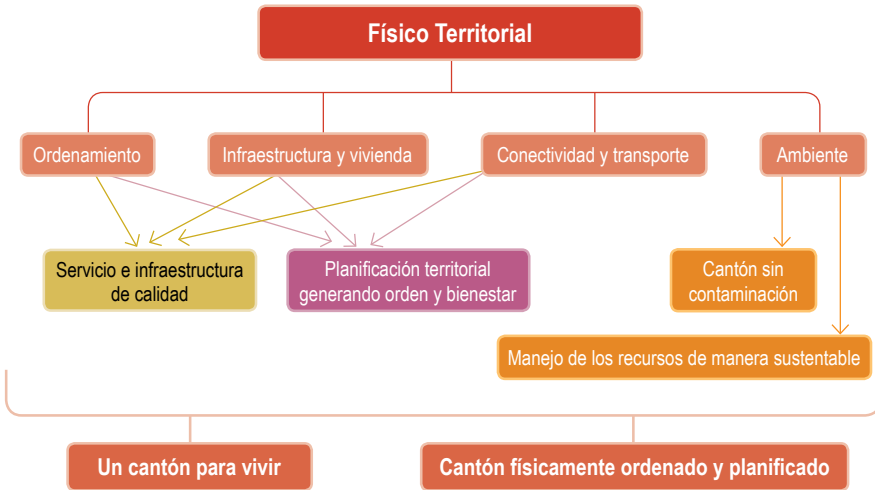 Físico Territorial
Ordenamiento
Infraestructura y vivienda
Conectividad y transporte
Ambiente
Servicio e infraestructura
de calidad
Planificación territorial
generando orden y bienestar
Cantón sin
contaminación
Manejo de los recursos de manera sustentable
Un cantón para vivir
Cantón físicamente ordenado y planificado